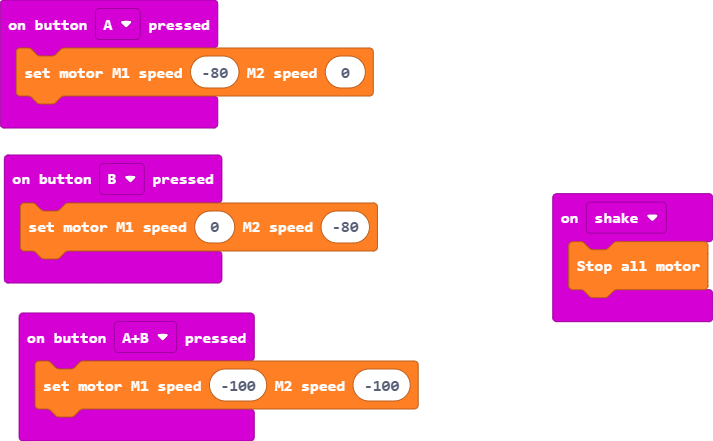 on button A pressed
set motor M1 speed -80 M2 speed 0
on button B pressed
set motor M1 speed 0 M2 speed -80
on shake
Stop all motor
on button A+B pressed
set motor M1 speed -100 M2 speed -100